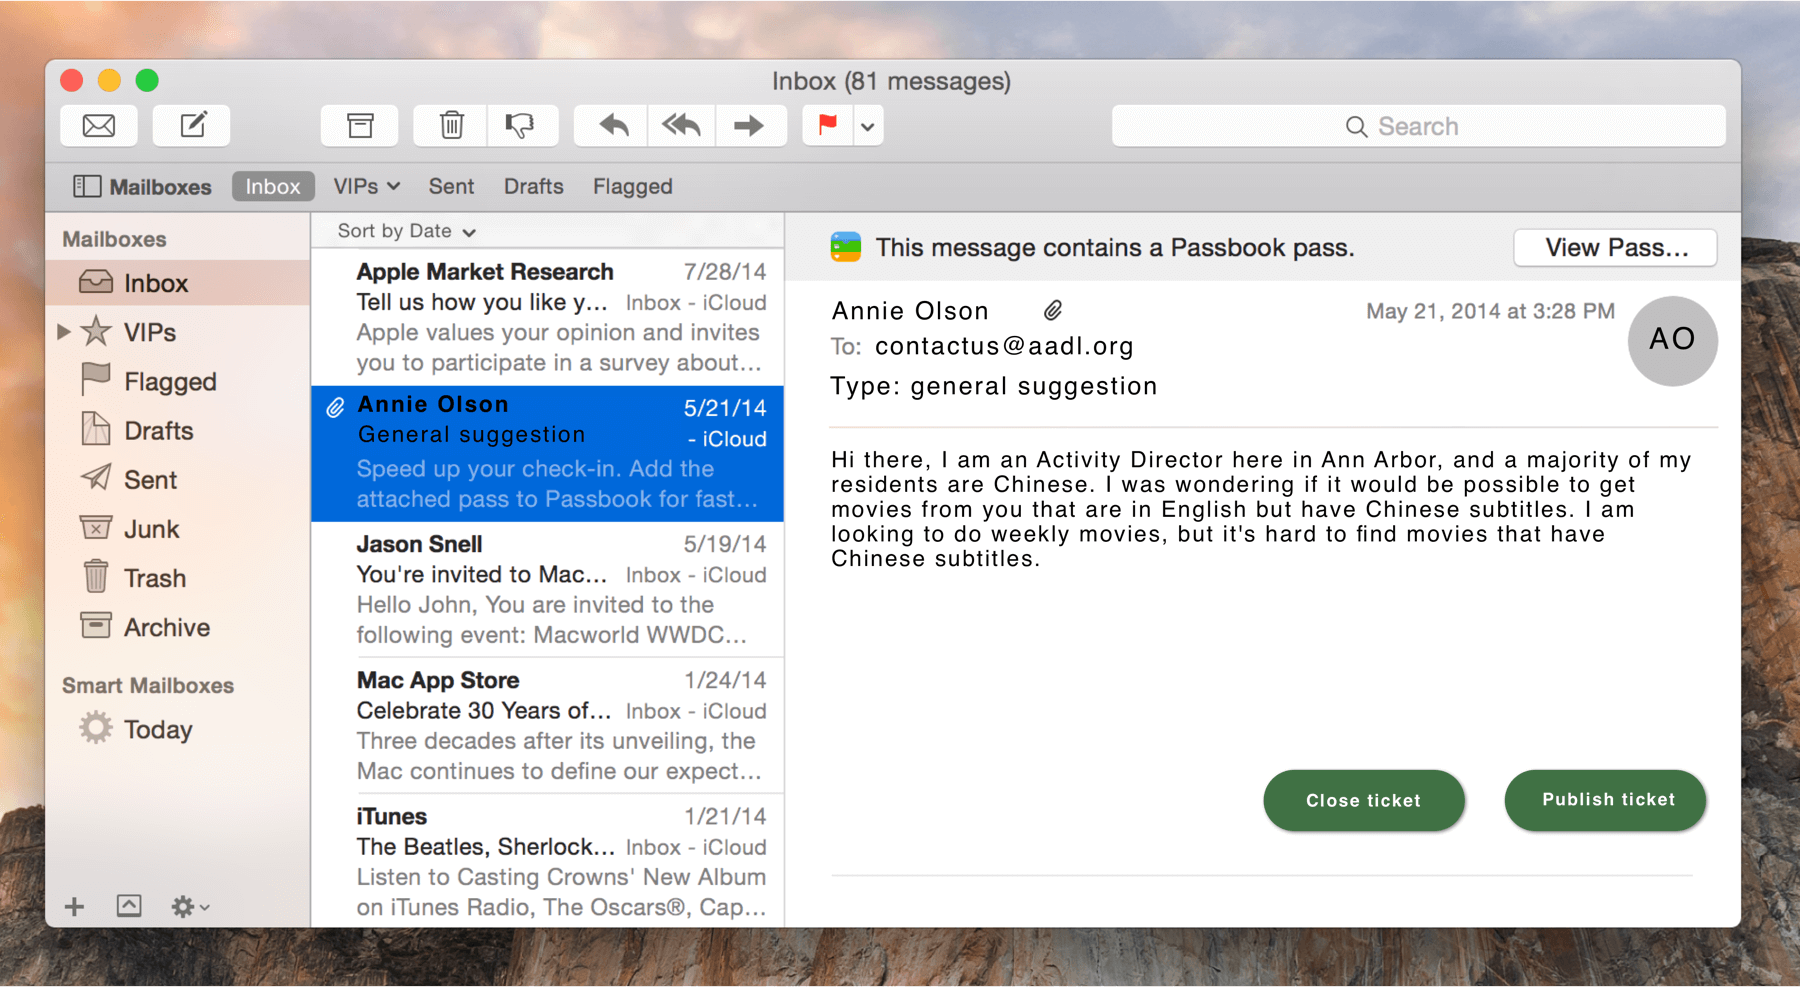 Inbox (81 messages)
Search
Mailboxes Inbox VIPs Sent Drafts Flagged
Mailboxes
Inbox
VIPs
Flagged
Drafts
Sent
Junk
Trash
Archive
Smart Mailboxes
Today
Sort by Date
Apple Market Research 7/28/14
Tell us how you like y... Inbox - iCloud
Apple values your opinion and invites
you to participate in a survey about...
Annie Olson 5/21/14
General suggestion - iCloud
Speed up your check-in. Add the
attached pass to Passbook for fast...
Jason Snell 5/19/14
You're invited to Mac... Inbox - iCloud
Hello John, You are invited to the
following event: Macworld WWDC...
Mac App Store 1/24/14
Celebrate 30 Years of... Inbox - iCloud
Three decades after its unveiling, the
Mac continues to define our expect...
iTunes 1/21/14
The Beatles, Sherlock... Inbox - iCloud
Listen to Casting Crowns' New Album
on iTunes Radio, The Oscars®, Cap...
This message contains a Passbook pass. View Pass...
Annie Olson May 21, 2014 at 3:28 PM
AO
To: contactus@aadl.org
Type: general suggestion
Hi there, I am an Activity Director here in Ann Arbor, and a majority of my
residents are Chinese. I was wondering if it would be possible to get
movies from you that are in English but have Chinese subtitles. I am
looking to do weekly movies, but it's hard to find movies that have
Chinese subtitles.
Close ticket Publish ticket